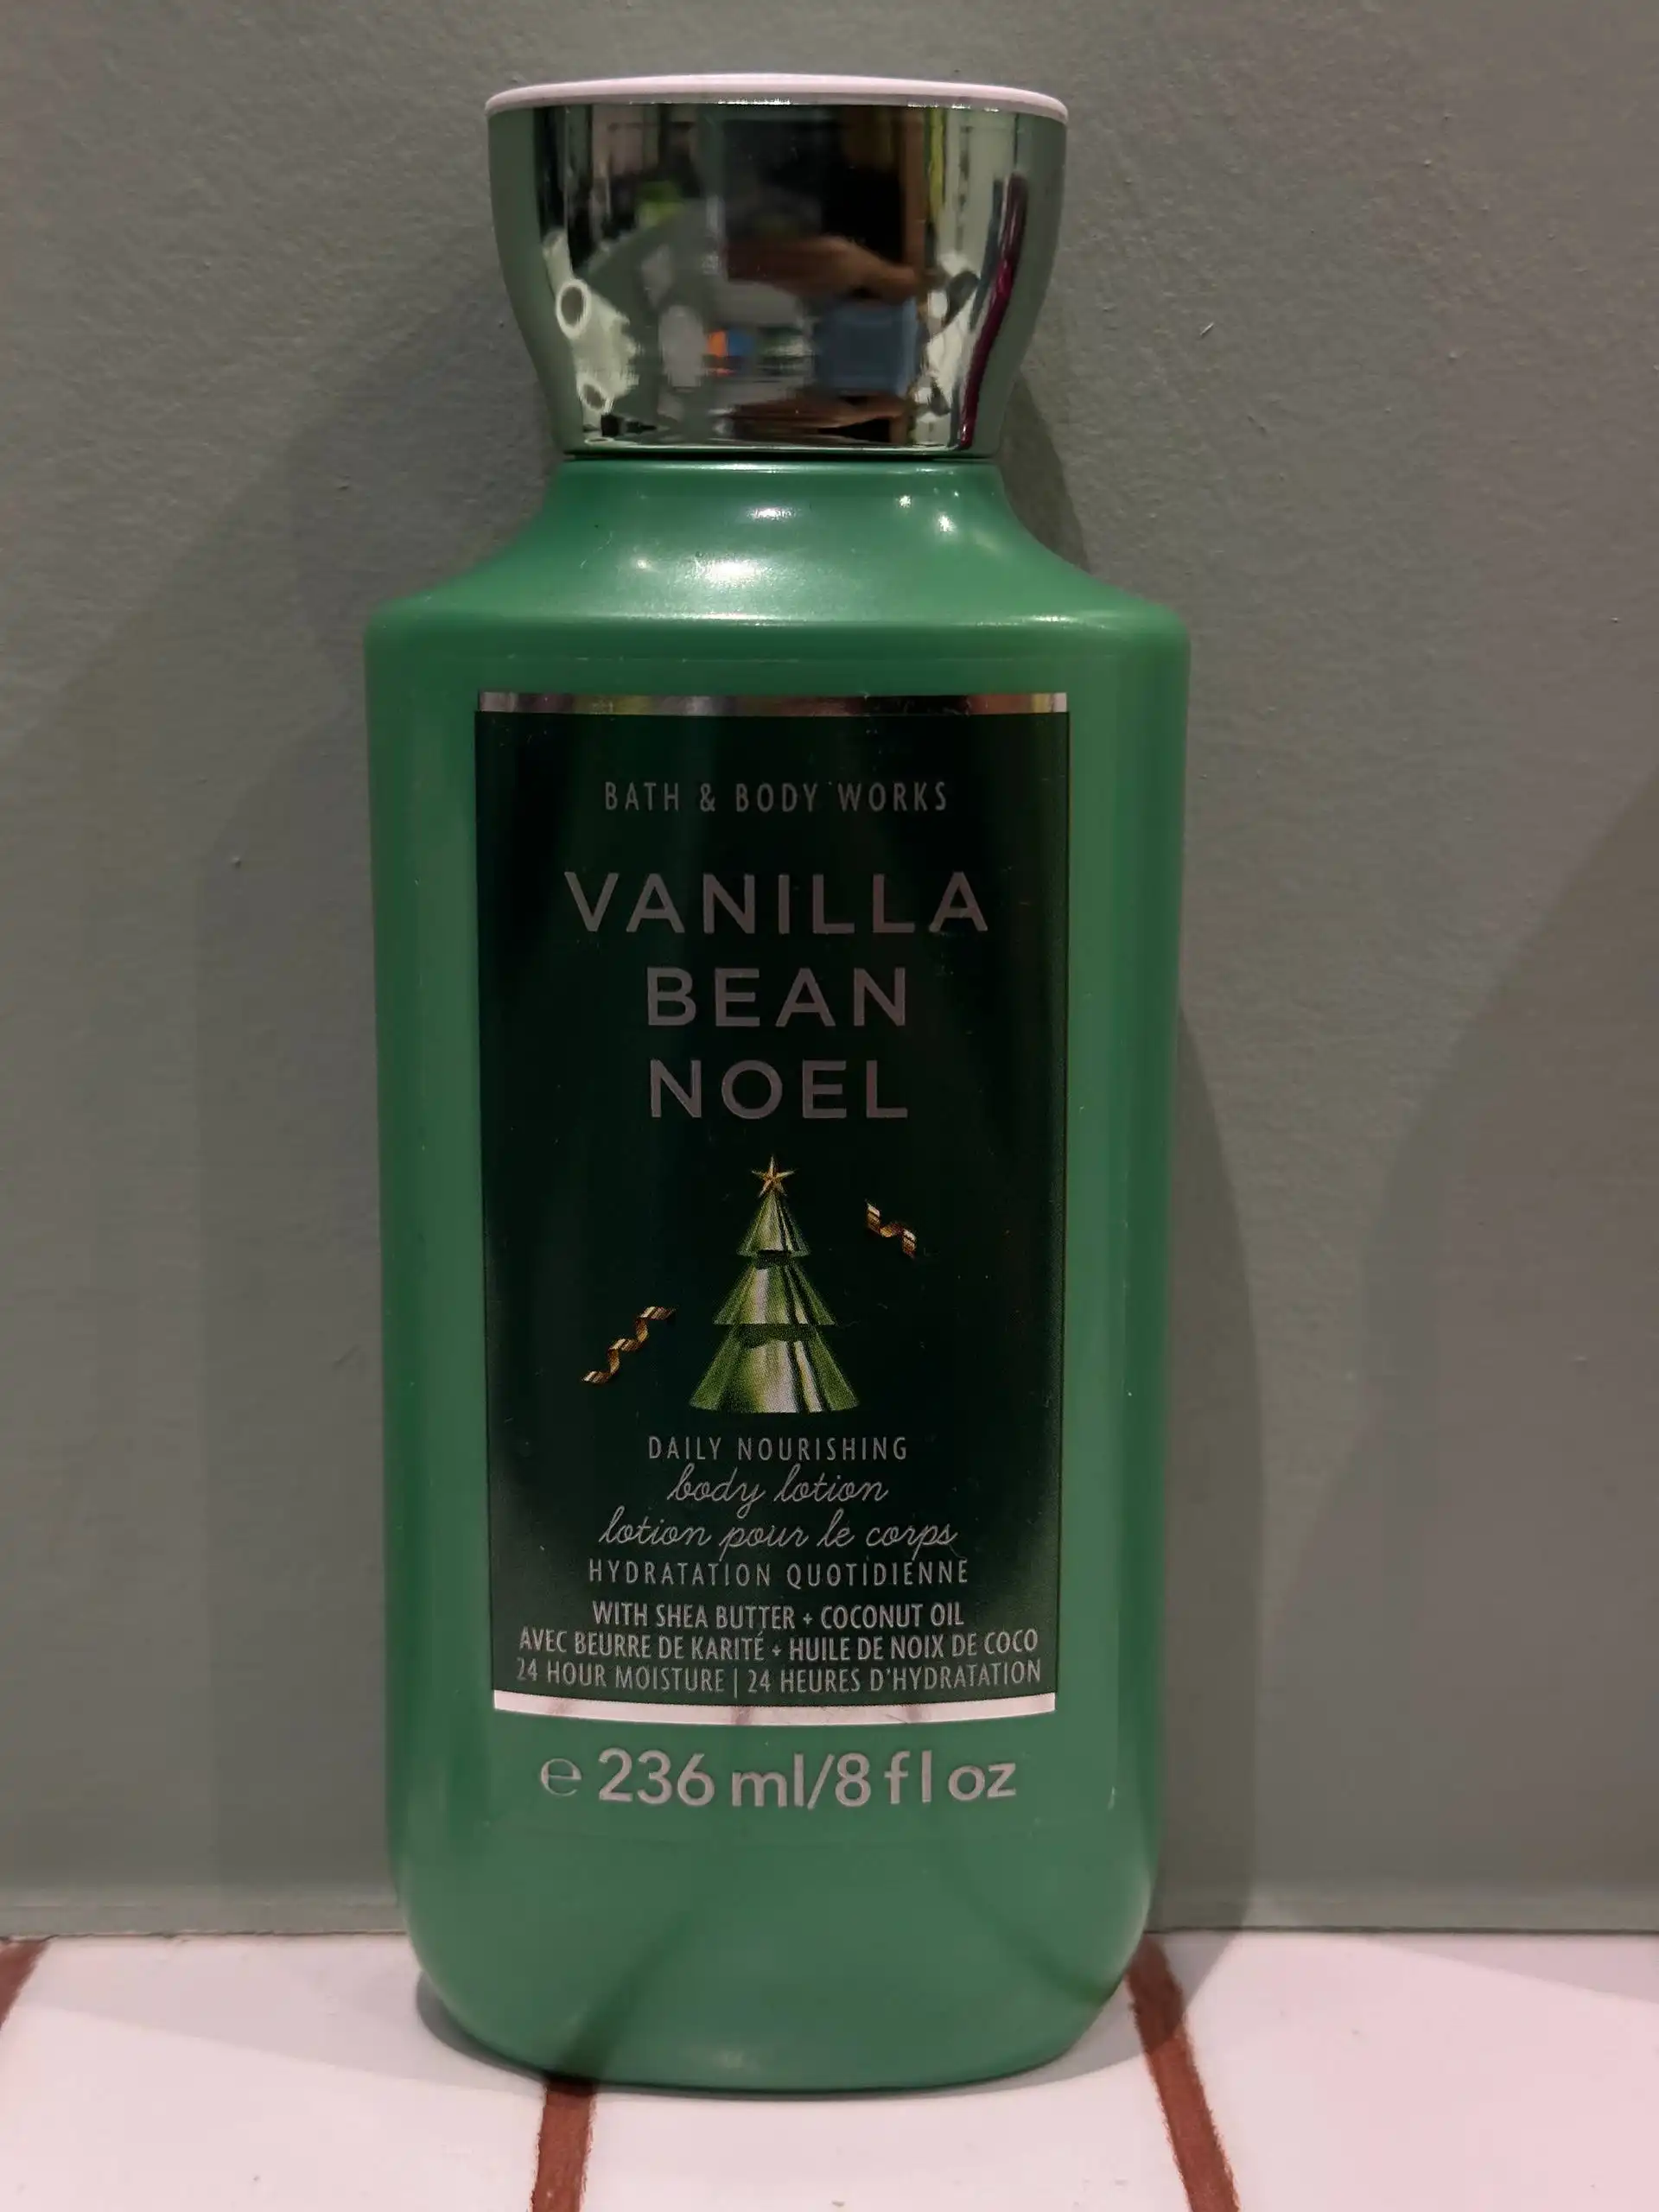 BATH & BODY WORKS
VANILLA
BEAN
NOEL
DAILY NOURISHING
body lotion
lotion pour le corps
HYDRATATION QUOTIDIENNE
WITH SHEA BUTTER + COCONUT OIL
AVEC BEURRE DE KARITÉ + HUILE DE NOIX DE COCO
24 HOUR MOISTURE | 24 HEURES D'HYDRATATION
℮ 236 ml/8 fl oz